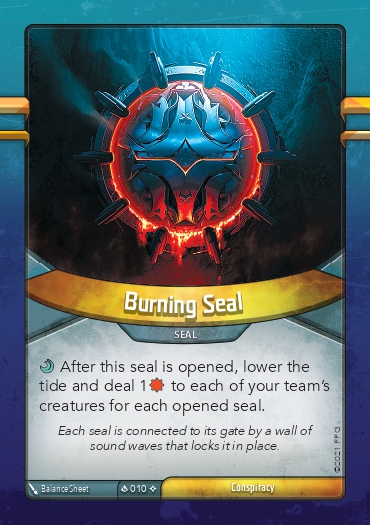 Burning Seal
SEAL
After this seal is opened, lower the
tide and deal 1 to each of your team's
creatures for each opened seal.
Each seal is connected to its gate by a wall of
sound waves that locks it in place.
©2021 FFG
Balance Sheet
010
Conspiracy